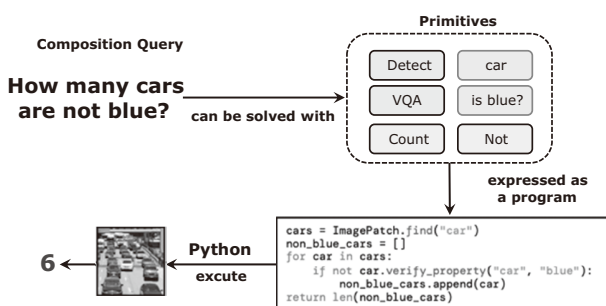 Primitives
Composition Query
How many cars
are not blue?
can be solved with
Detect car
VQA is blue?
Count Not
expressed as
a program
cars = ImagePatch.find("car")
non_blue_cars = []
for car in cars:
    if not car.verify_property("car", "blue"):
        non_blue_cars.append(car)
return len(non_blue_cars)
Python
excute
6